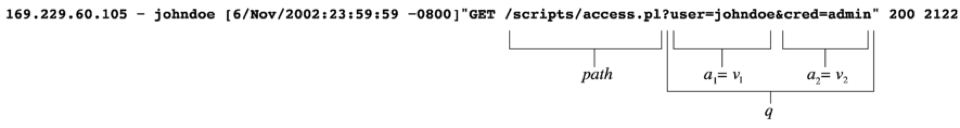 169.229.60.105 - johndoe [6/Nov/2002:23:59:59 -0800]"GET /scripts/access.pl?user=johndoe&cred=admin" 200 2122
path a₁= v₁ a₂= v₂
q